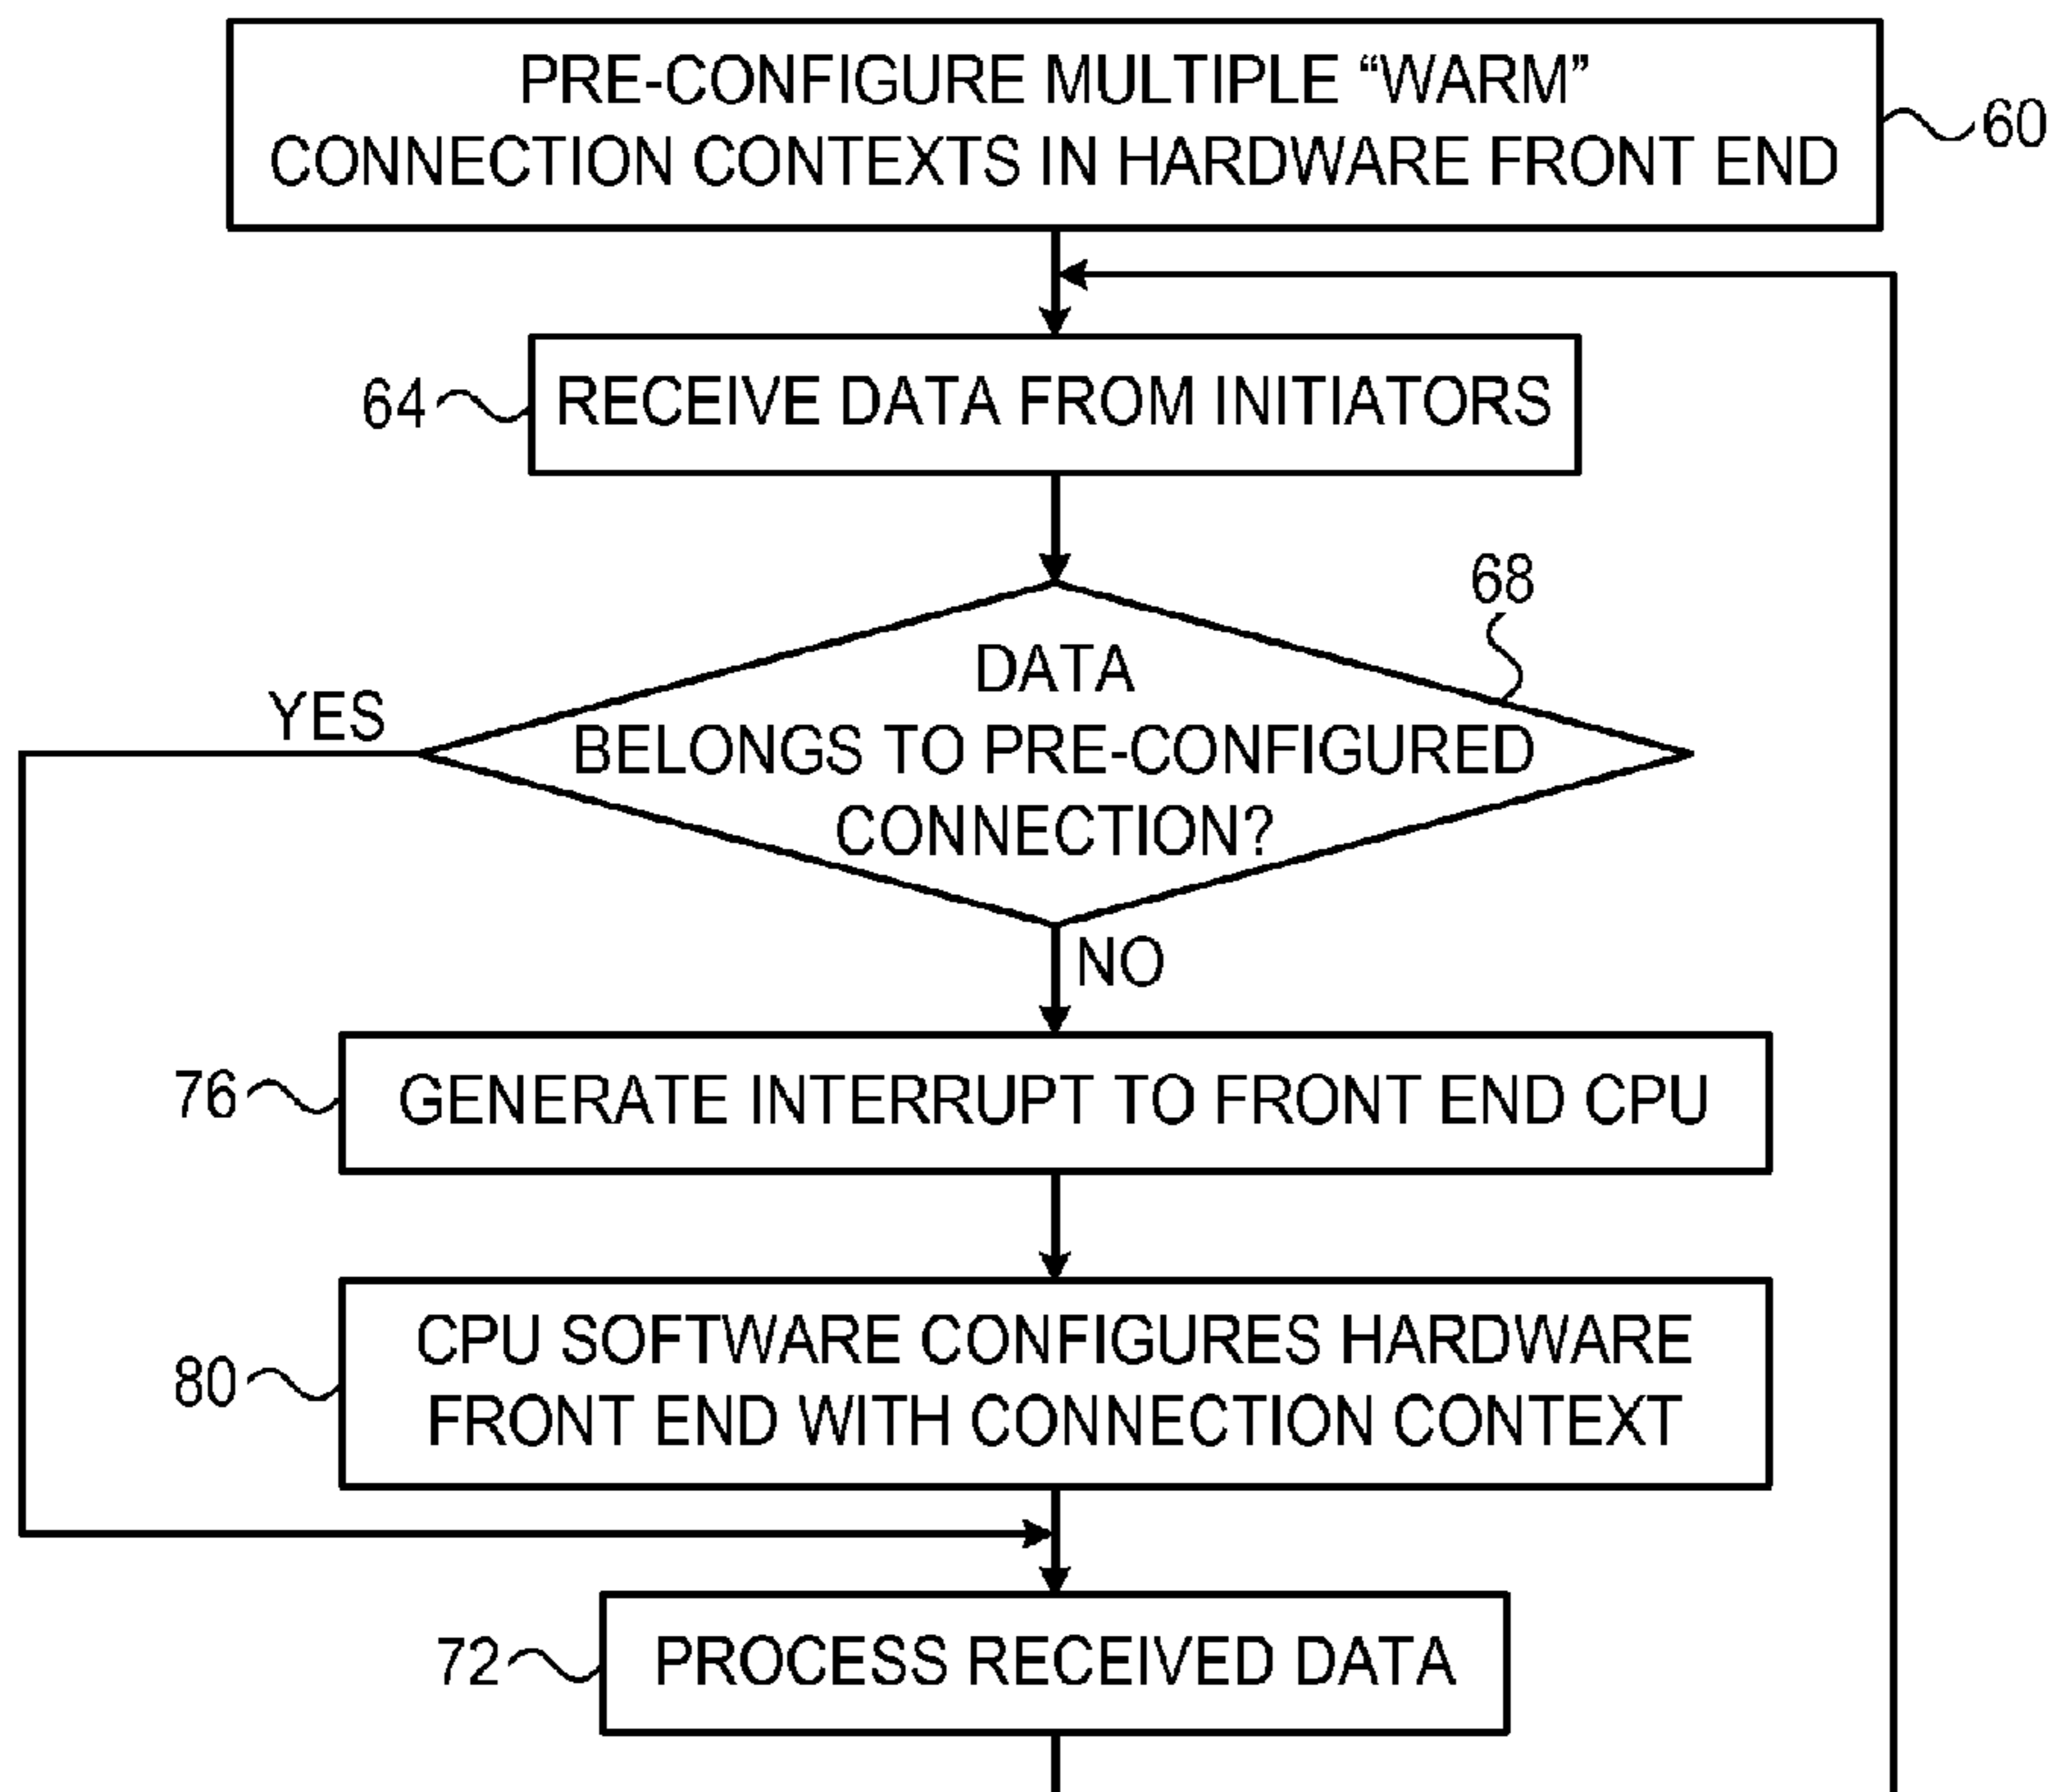 PRE-CONFIGURE MULTIPLE “WARM”
CONNECTION CONTEXTS IN HARDWARE FRONT END
60
64
RECEIVE DATA FROM INITIATORS
68
DATA
BELONGS TO PRE-CONFIGURED
CONNECTION?
YES
NO
76
GENERATE INTERRUPT TO FRONT END CPU
80
CPU SOFTWARE CONFIGURES HARDWARE
FRONT END WITH CONNECTION CONTEXT
72
PROCESS RECEIVED DATA